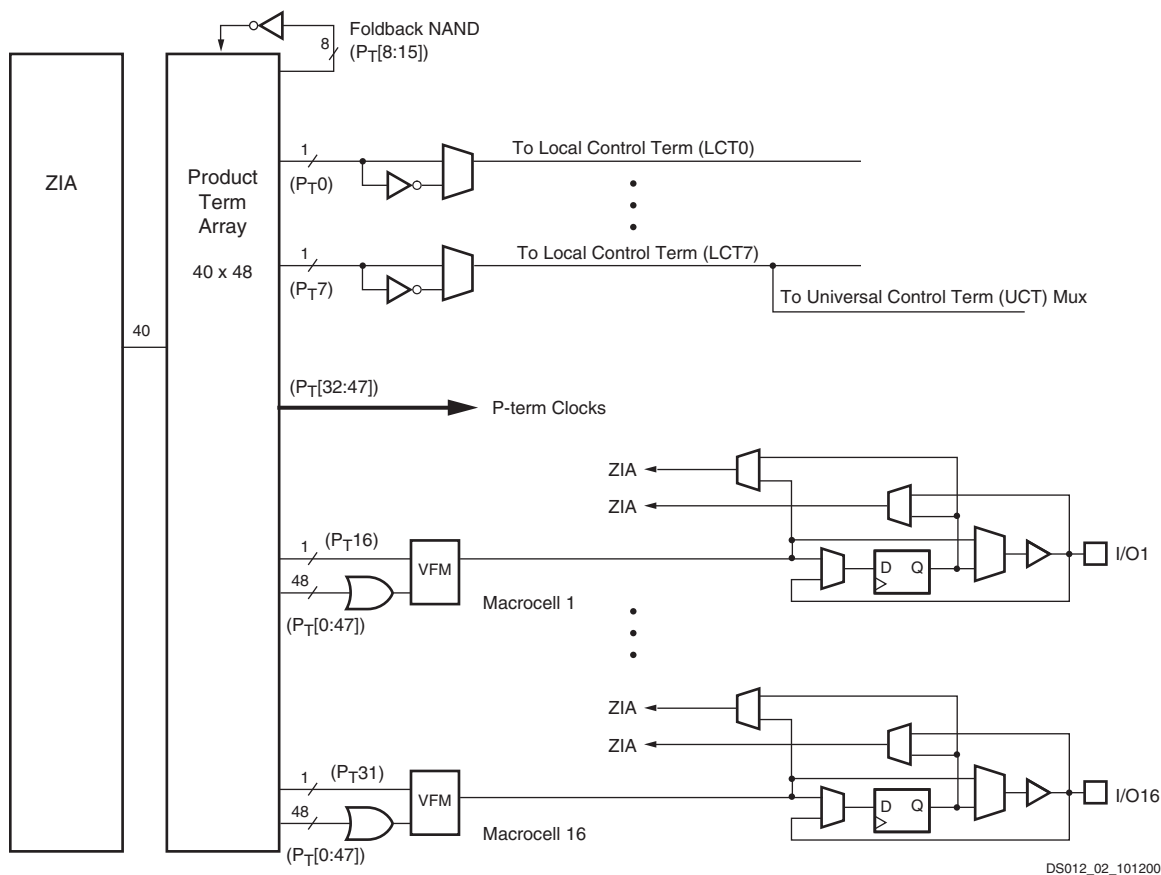 Foldback NAND
8
(PT[8:15])
ZIA
Product
Term
Array
40 x 48
40
1
(PT0)
To Local Control Term (LCT0)
1
(PT7)
To Local Control Term (LCT7)
To Universal Control Term (UCT) Mux
(PT[32:47])
P-term Clocks
ZIA
ZIA
1
(PT16)
48
(PT[0:47])
VFM
Macrocell 1
D Q
I/O1
ZIA
ZIA
1
(PT31)
48
(PT[0:47])
VFM
Macrocell 16
D Q
I/O16
DS012_02_101200